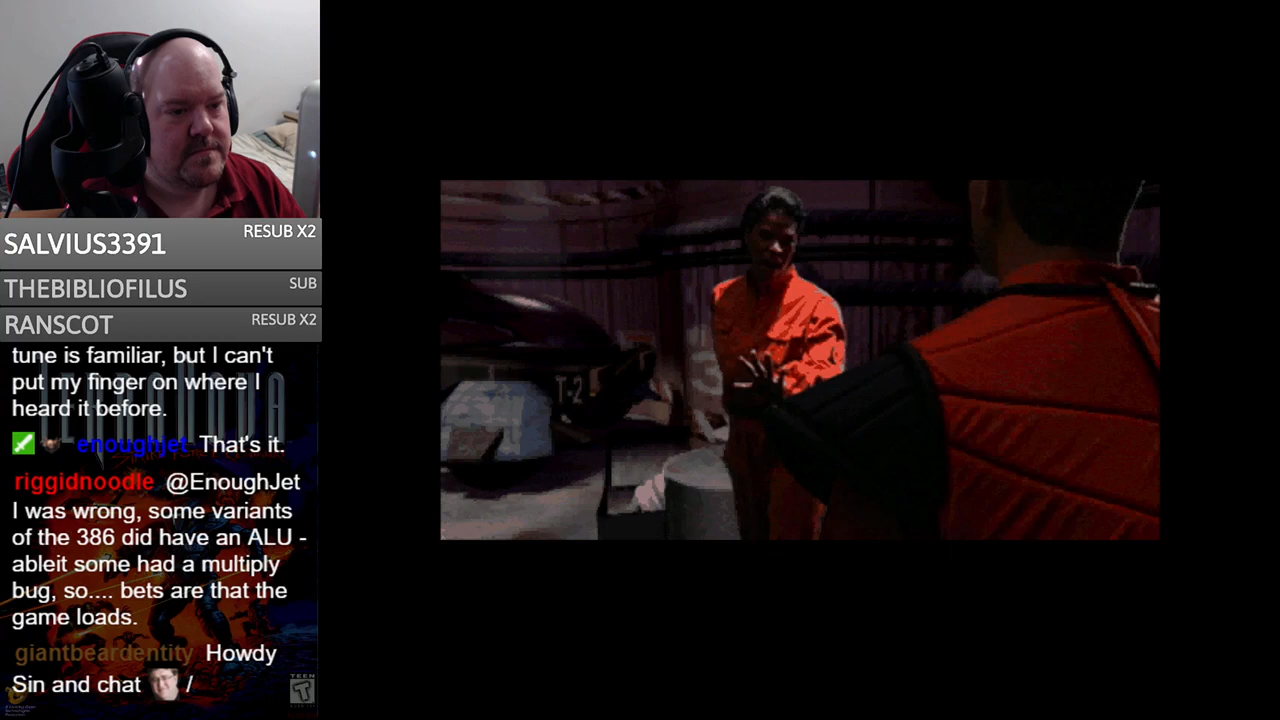 SALVIUS3391 RESUB X2
THEBIBLIOFILUS SUB
RANSCOT RESUB X2
tune is familiar, but I can't
put my finger on where I
heard it before.
enoughjet That's it.
riggidnoodle @EnoughJet
I was wrong, some variants
of the 386 did have an ALU -
ableit some had a multiply
bug, so.... bets are that the
game loads.
giantbeardentity Howdy
Sin and chat /
T-2
TEEN
T